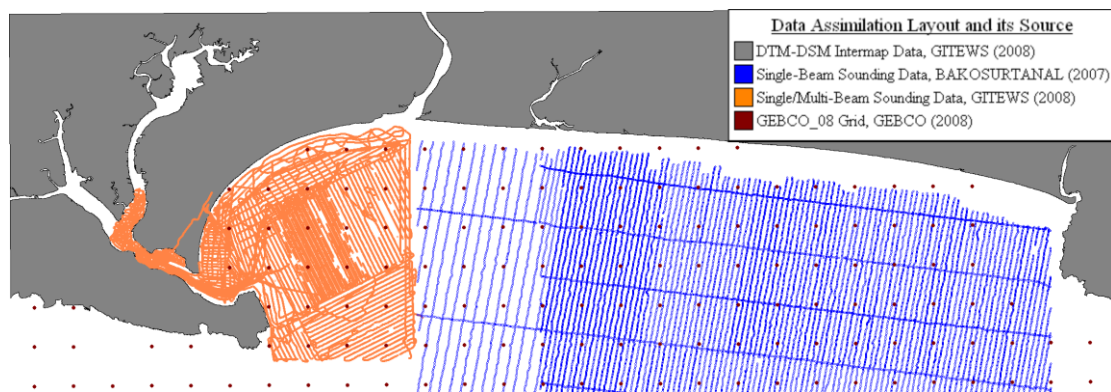 Data Assimilation Layout and its Source
DTM-DSM Intermap Data, GITEWS (2008)
Single-Beam Sounding Data, BAKOSURTANAL (2007)
Single/Multi-Beam Sounding Data, GITEWS (2008)
GEBCO_08 Grid, GEBCO (2008)